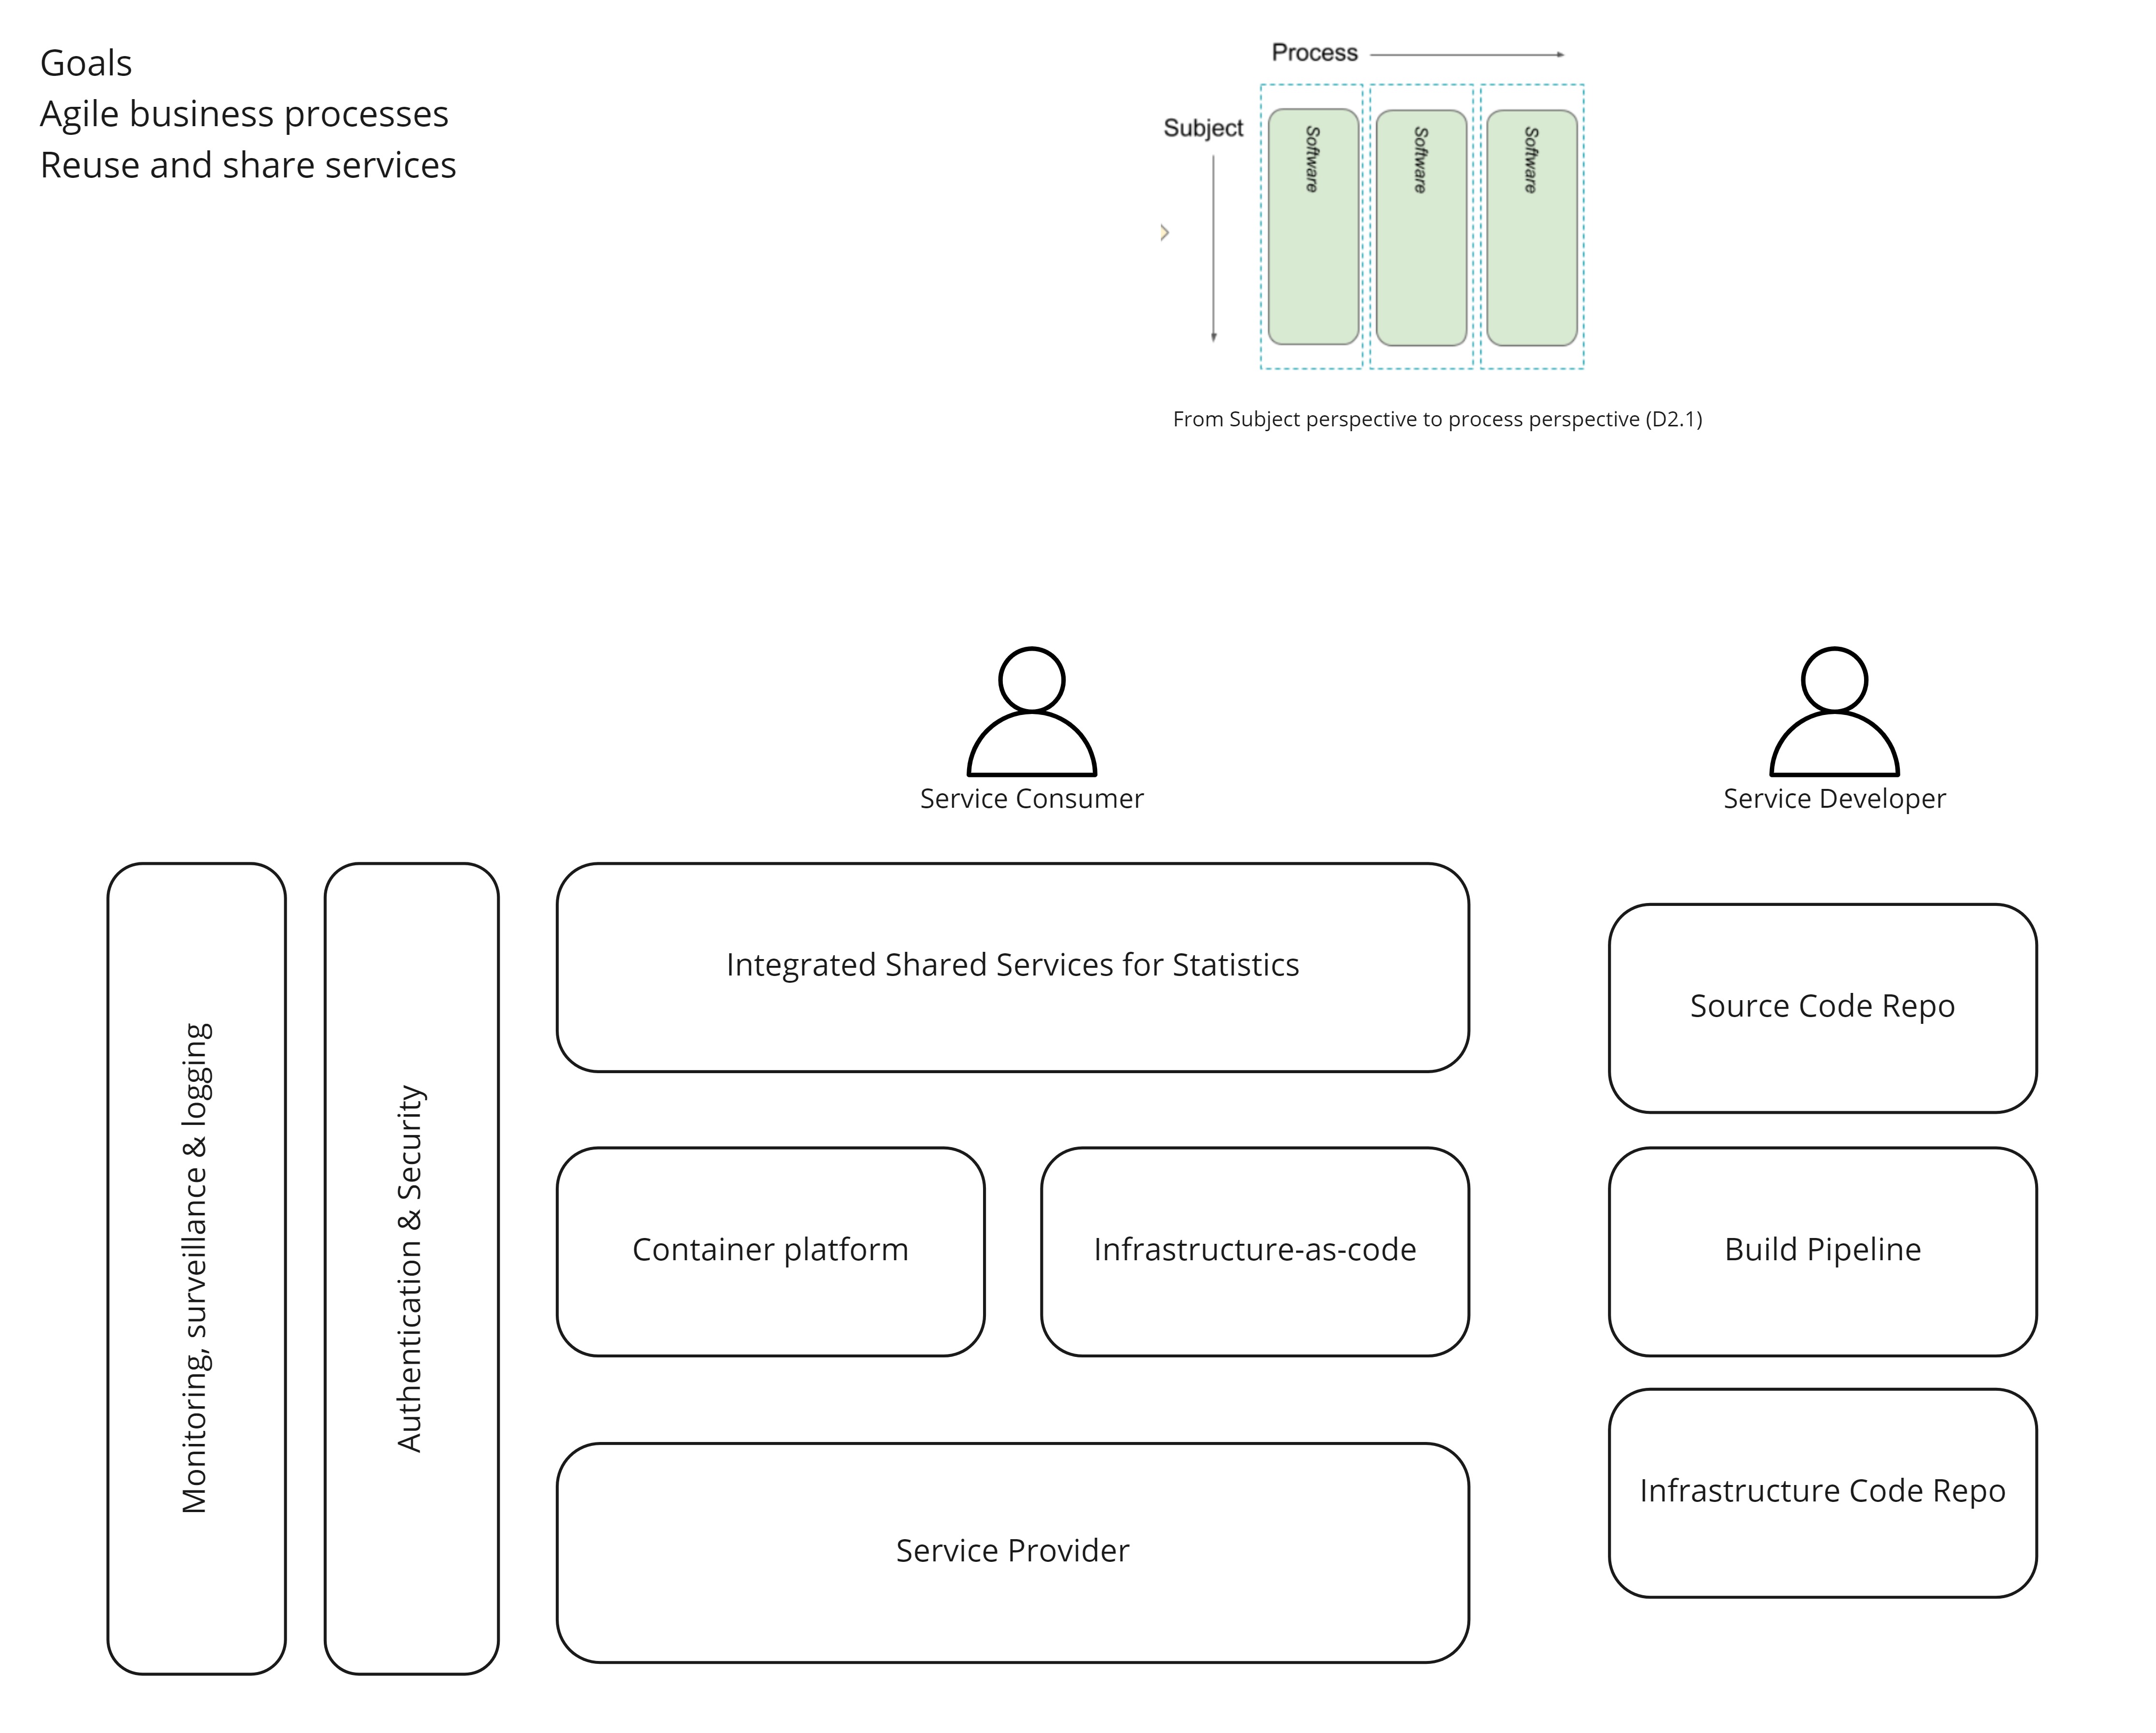 Goals
Agile business processes
Reuse and share services
Process
Subject
Software
Software
Software
From Subject perspective to process perspective (D2.1)
Service Consumer
Service Developer
Monitoring, surveillance & logging
Authentication & Security
Integrated Shared Services for Statistics
Source Code Repo
Container platform
Infrastructure-as-code
Build Pipeline
Infrastructure Code Repo
Service Provider